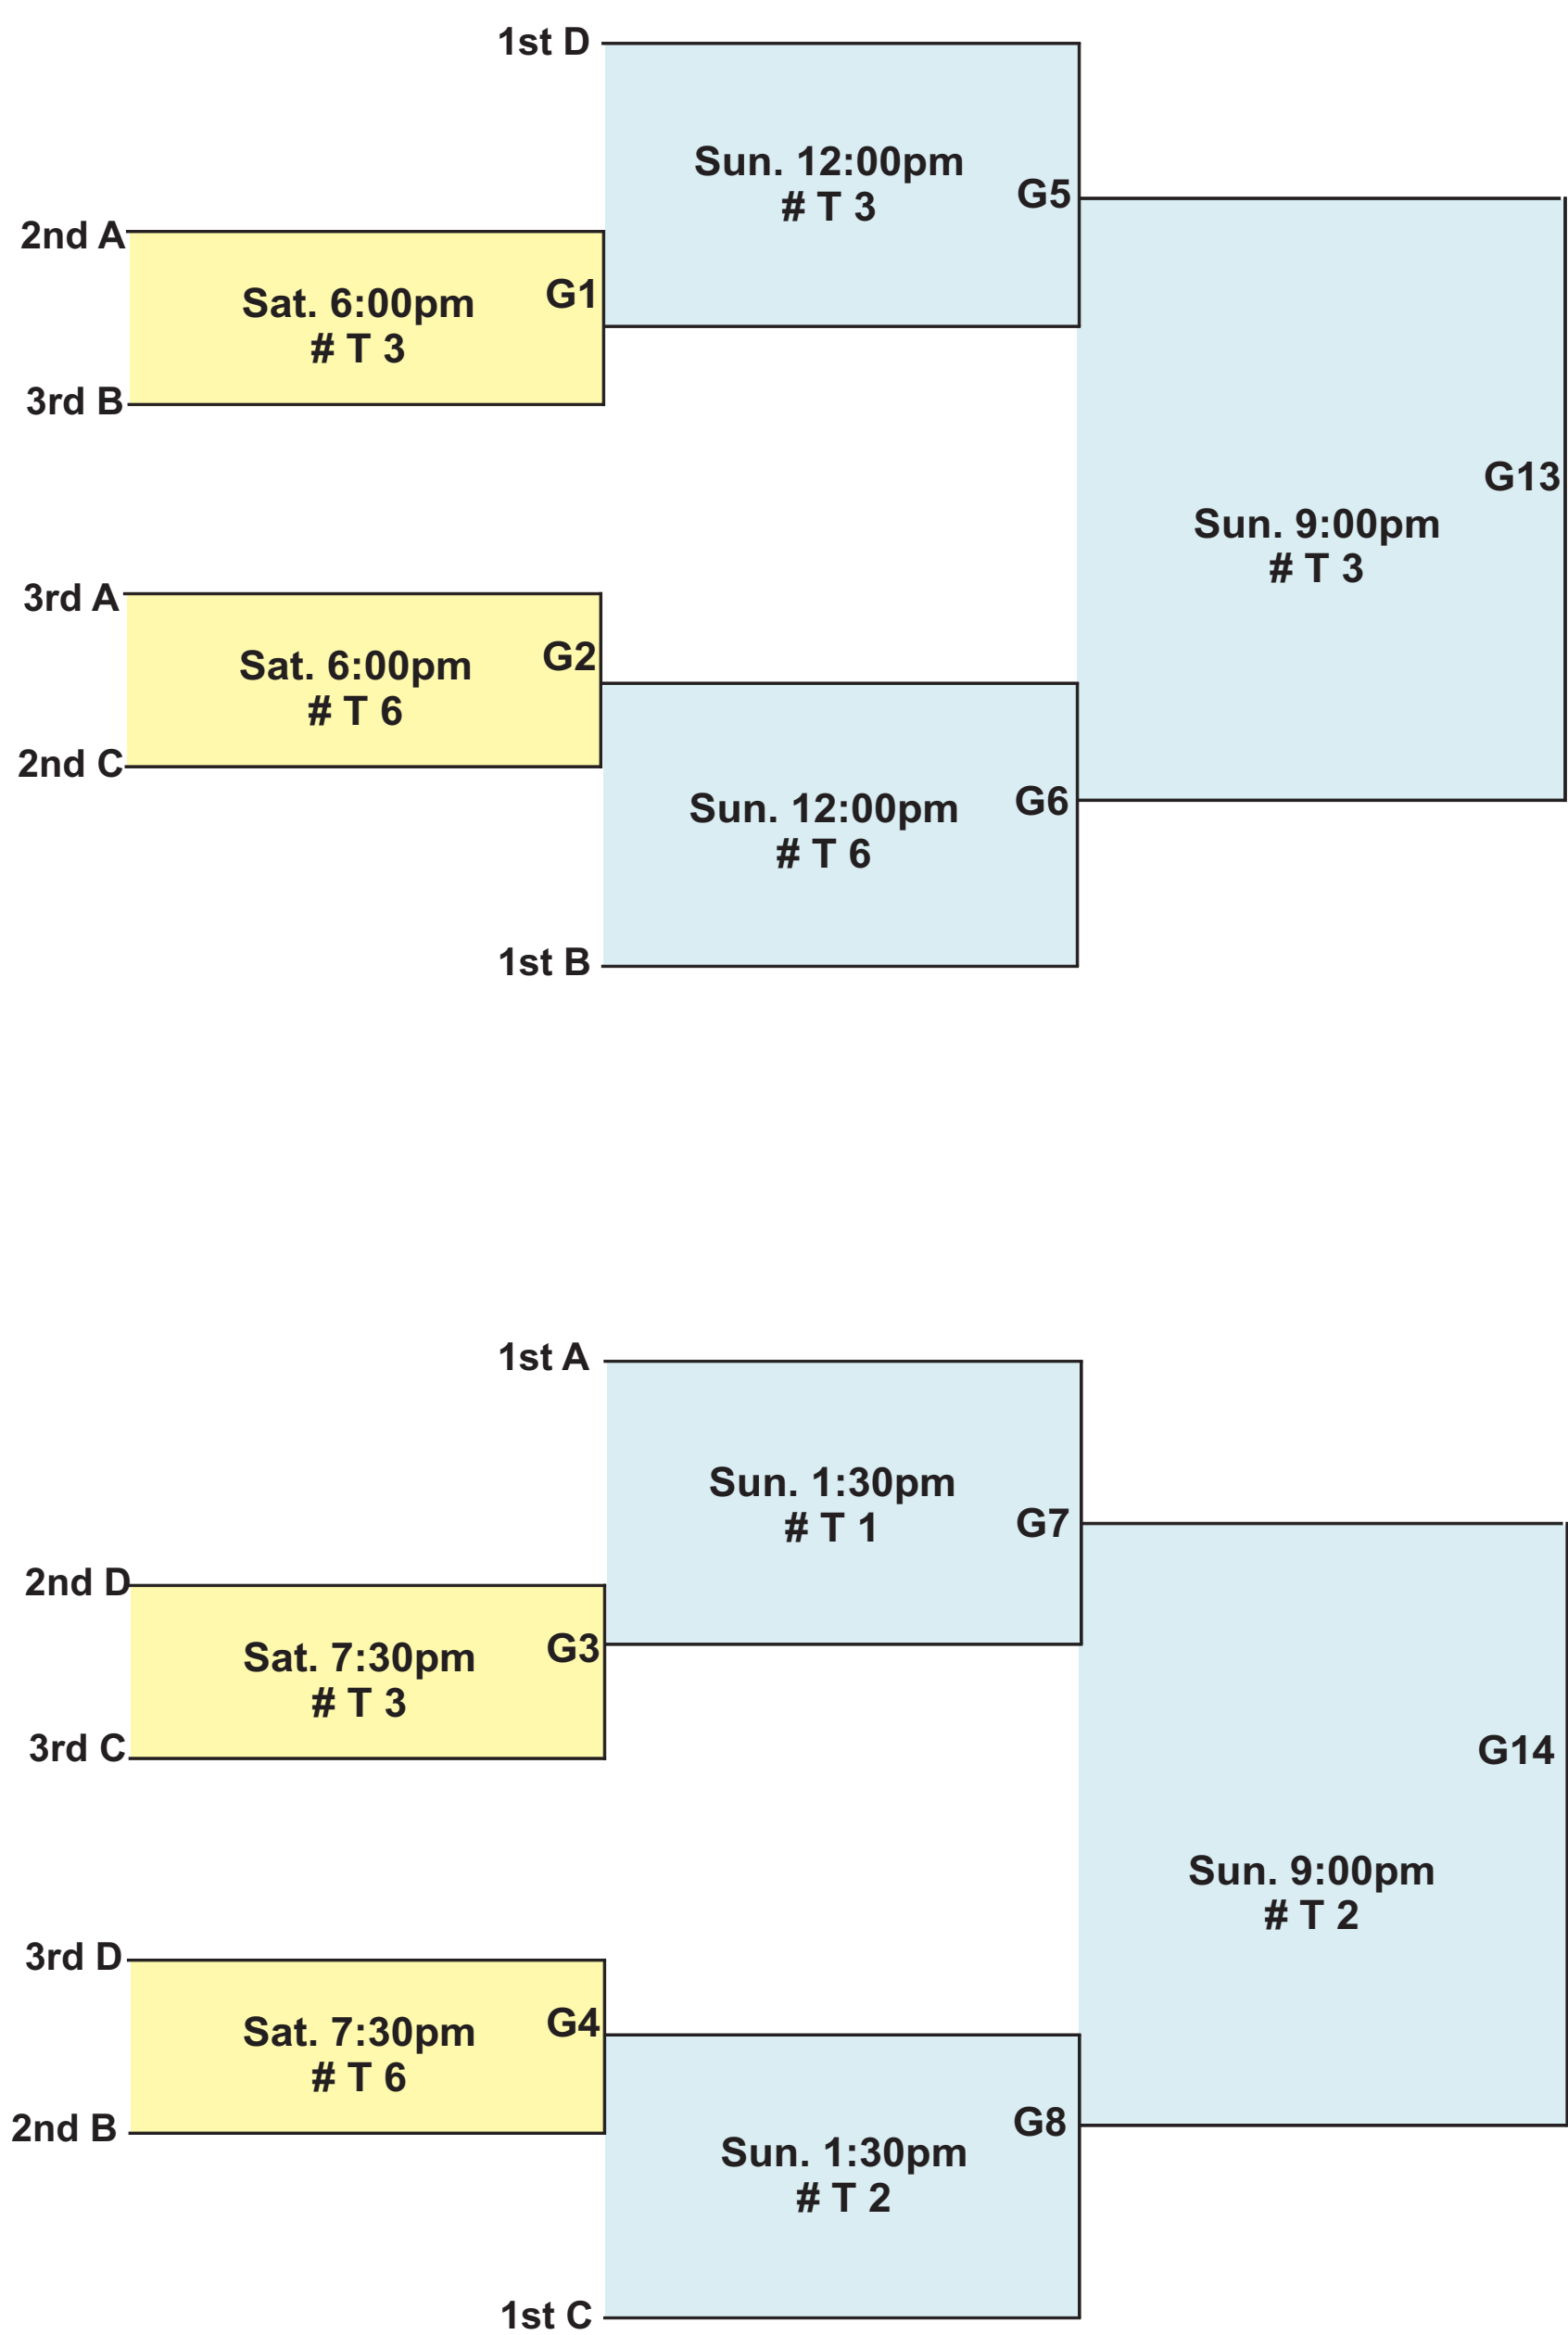 1st D
Sun. 12:00pm
# T 3
G5
2nd A
Sat. 6:00pm
# T 3
G1
3rd B
G13
Sun. 9:00pm
# T 3
3rd A
Sat. 6:00pm
# T 6
G2
2nd C
Sun. 12:00pm
# T 6
G6
1st B
1st A
Sun. 1:30pm
# T 1
G7
2nd D
Sat. 7:30pm
# T 3
G3
3rd C
G14
Sun. 9:00pm
# T 2
3rd D
Sat. 7:30pm
# T 6
G4
2nd B
Sun. 1:30pm
# T 2
G8
1st C